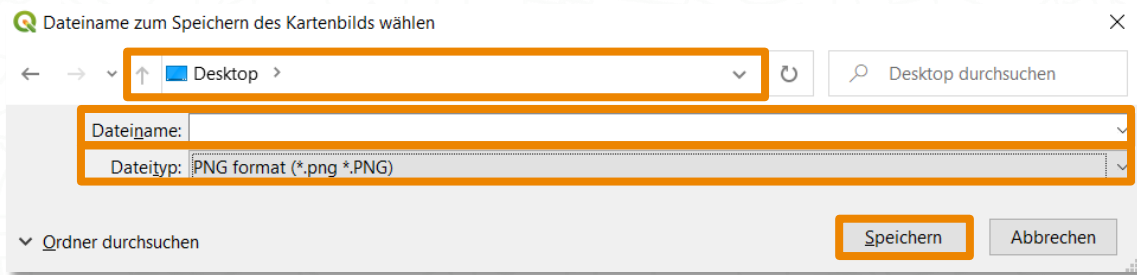 Dateiname zum Speichern des Kartenbilds wählen
Desktop
Desktop durchsuchen
Dateiname:
Dateityp: PNG format (*.png *.PNG)
Ordner durchsuchen
Speichern
Abbrechen